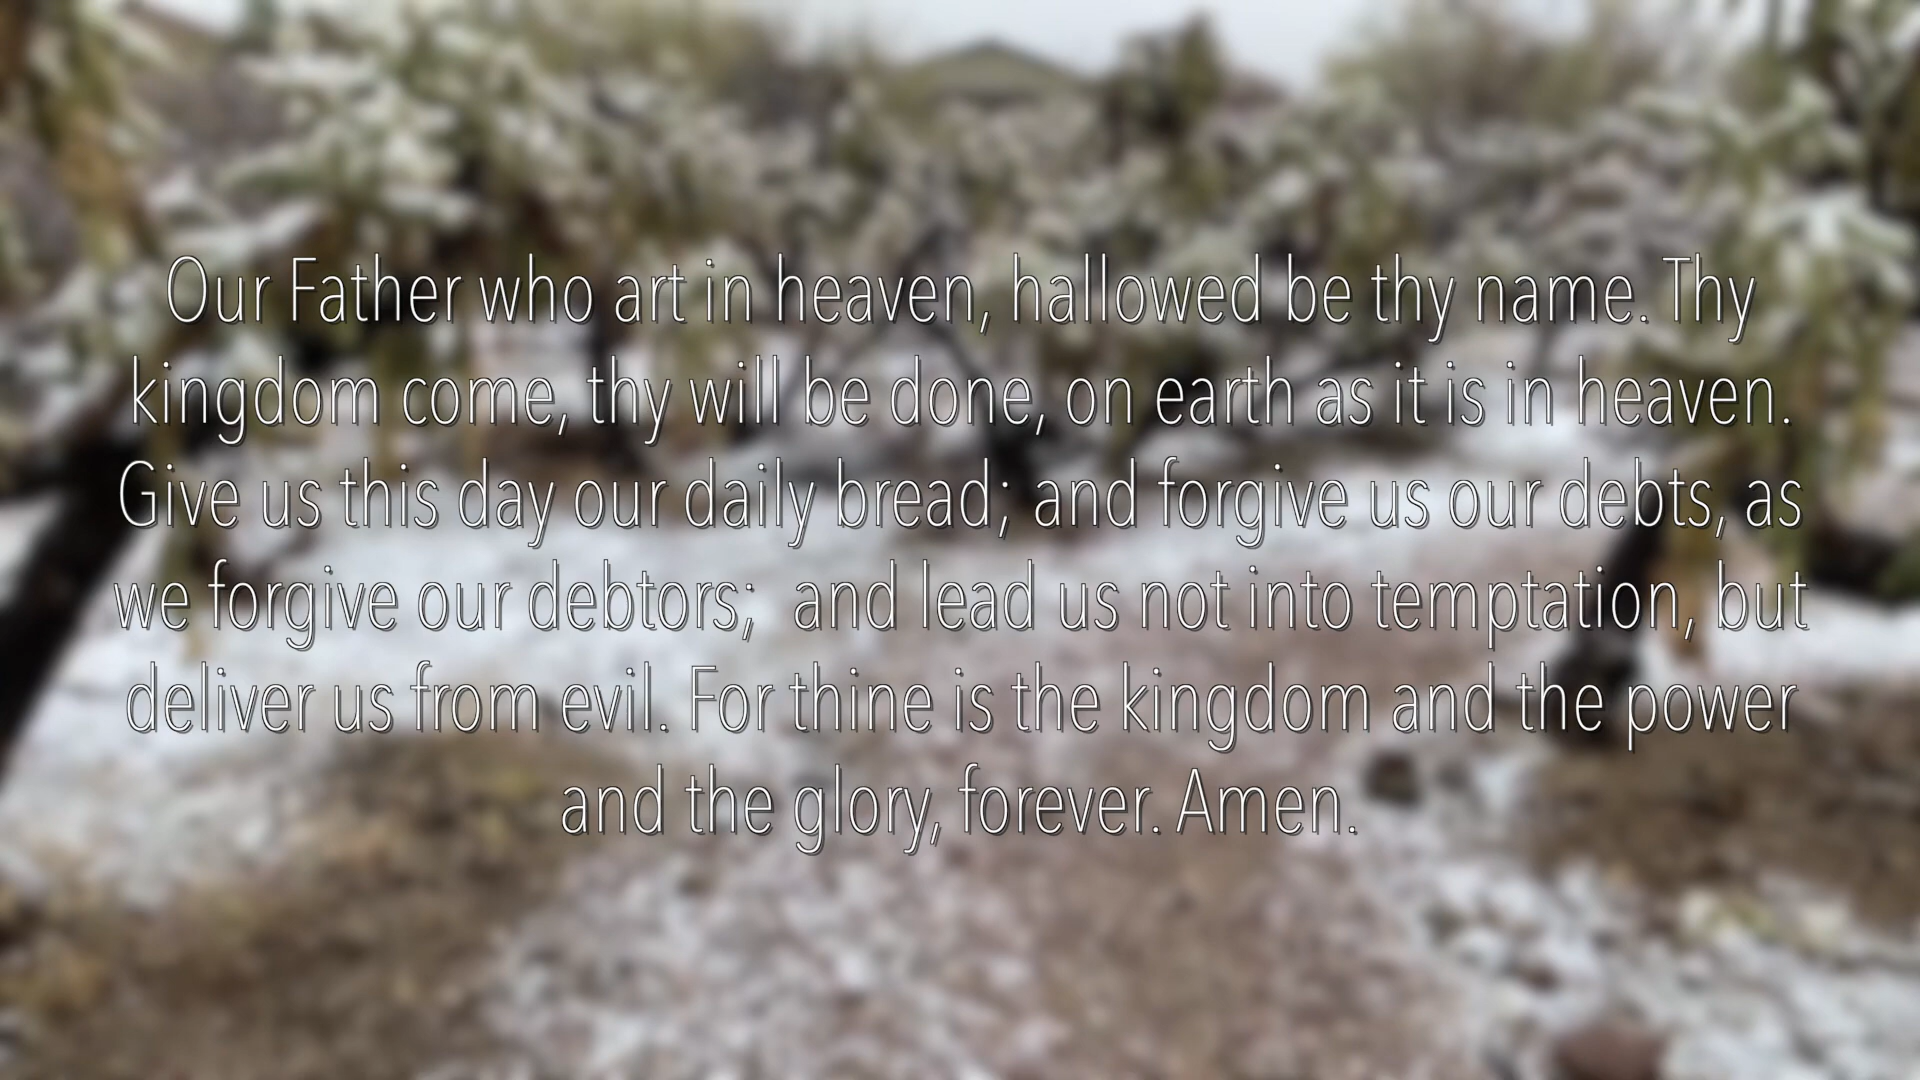 Our Father who art in heaven, hallowed be thy name. Thy
kingdom come, thy will be done, on earth as it is in heaven.
Give us this day our daily bread; and forgive us our debts, as
we forgive our debtors;  and lead us not into temptation, but
deliver us from evil. For thine is the kingdom and the power
and the glory, forever. Amen.